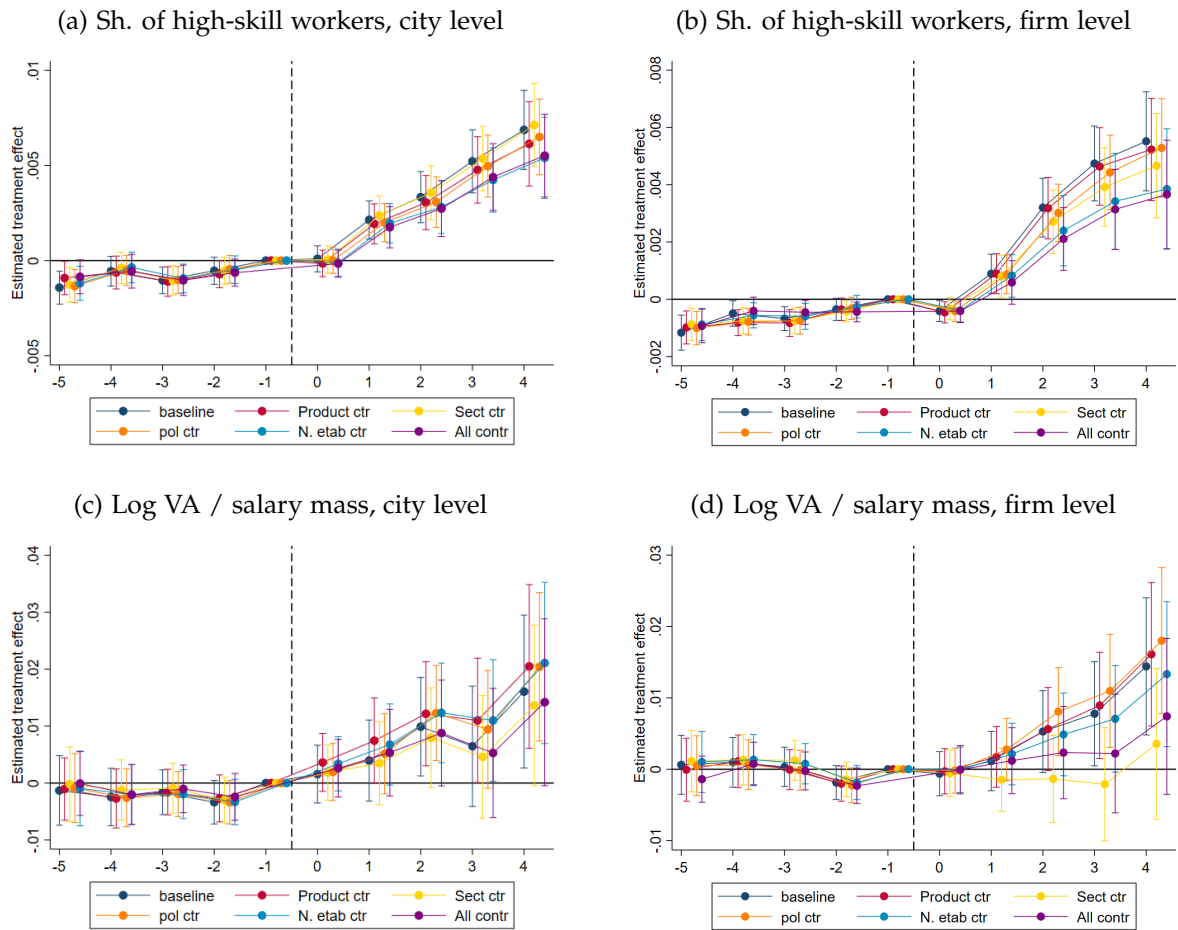 (a) Sh. of high-skill workers, city level
Estimated treatment effect
.01
.005
0
-.005
-5 -4 -3 -2 -1 0 1 2 3 4
baseline Product ctr Sect ctr
pol ctr N. etab ctr All contr
(b) Sh. of high-skill workers, firm level
Estimated treatment effect
.008
.006
.004
.002
0
-.002
-5 -4 -3 -2 -1 0 1 2 3 4
baseline Product ctr Sect ctr
pol ctr N. etab ctr All contr
(c) Log VA / salary mass, city level
Estimated treatment effect
.04
.03
.02
.01
0
-.01
-5 -4 -3 -2 -1 0 1 2 3 4
baseline Product ctr Sect ctr
pol ctr N. etab ctr All contr
(d) Log VA / salary mass, firm level
Estimated treatment effect
.03
.02
.01
0
-.01
-5 -4 -3 -2 -1 0 1 2 3 4
baseline Product ctr Sect ctr
pol ctr N. etab ctr All contr